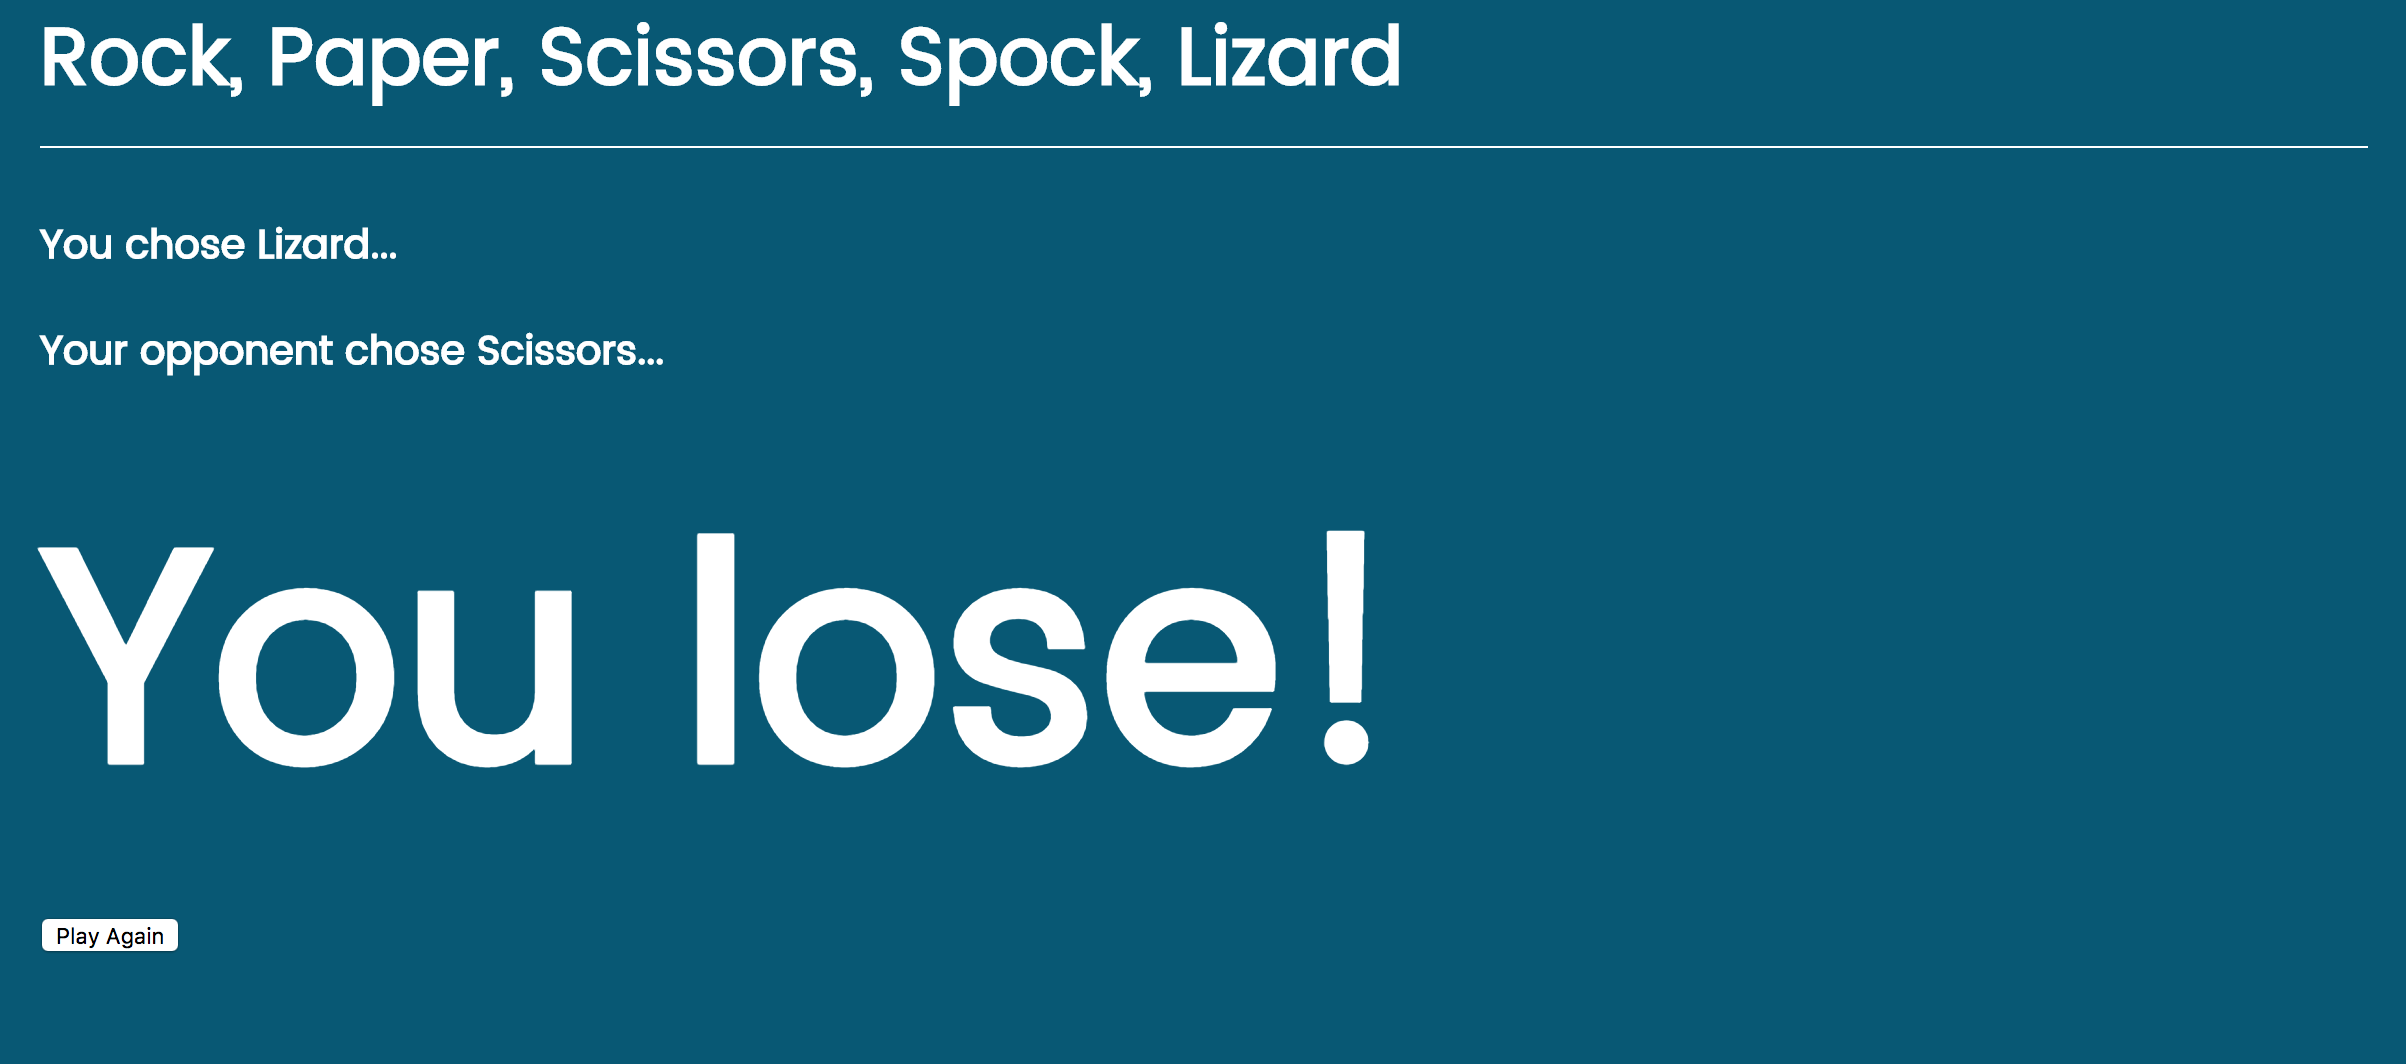 Rock, Paper, Scissors, Spock, Lizard
You chose Lizard...
Your opponent chose Scissors...
You lose!
Play Again